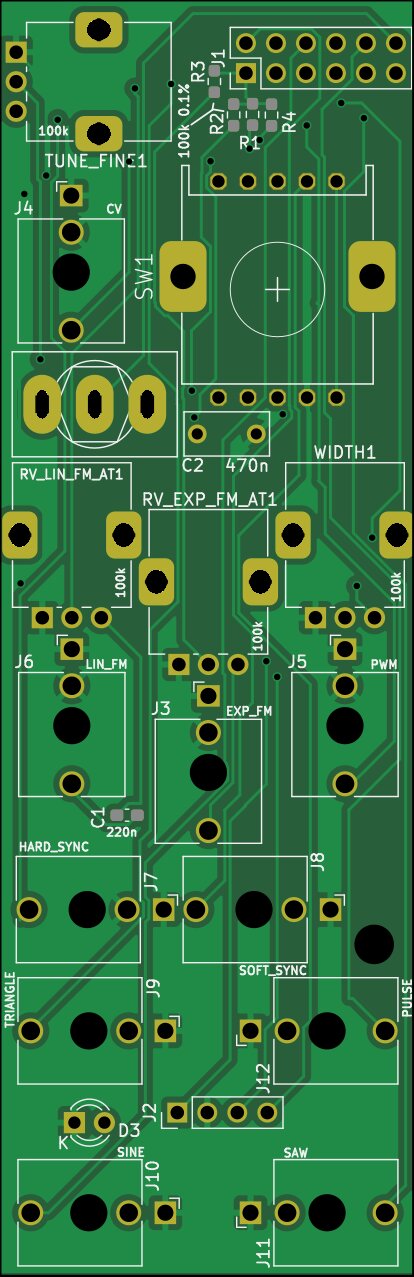 J1
R3
100k 0.1%
R2
R4
R1
100k
TUNE_FINE1
J4
CV
SW1
C2
470n
RV_LIN_FM_AT1
WIDTH1
RV_EXP_FM_AT1
100k
100k
100k
J6
LIN_FM
J5
PWM
J3
EXP_FM
C1
220n
HARD_SYNC
J7
J8
SOFT_SYNC
TRIANGLE
J9
PULSE
J12
J2
K
D3
SINE
SAW
J10
J11